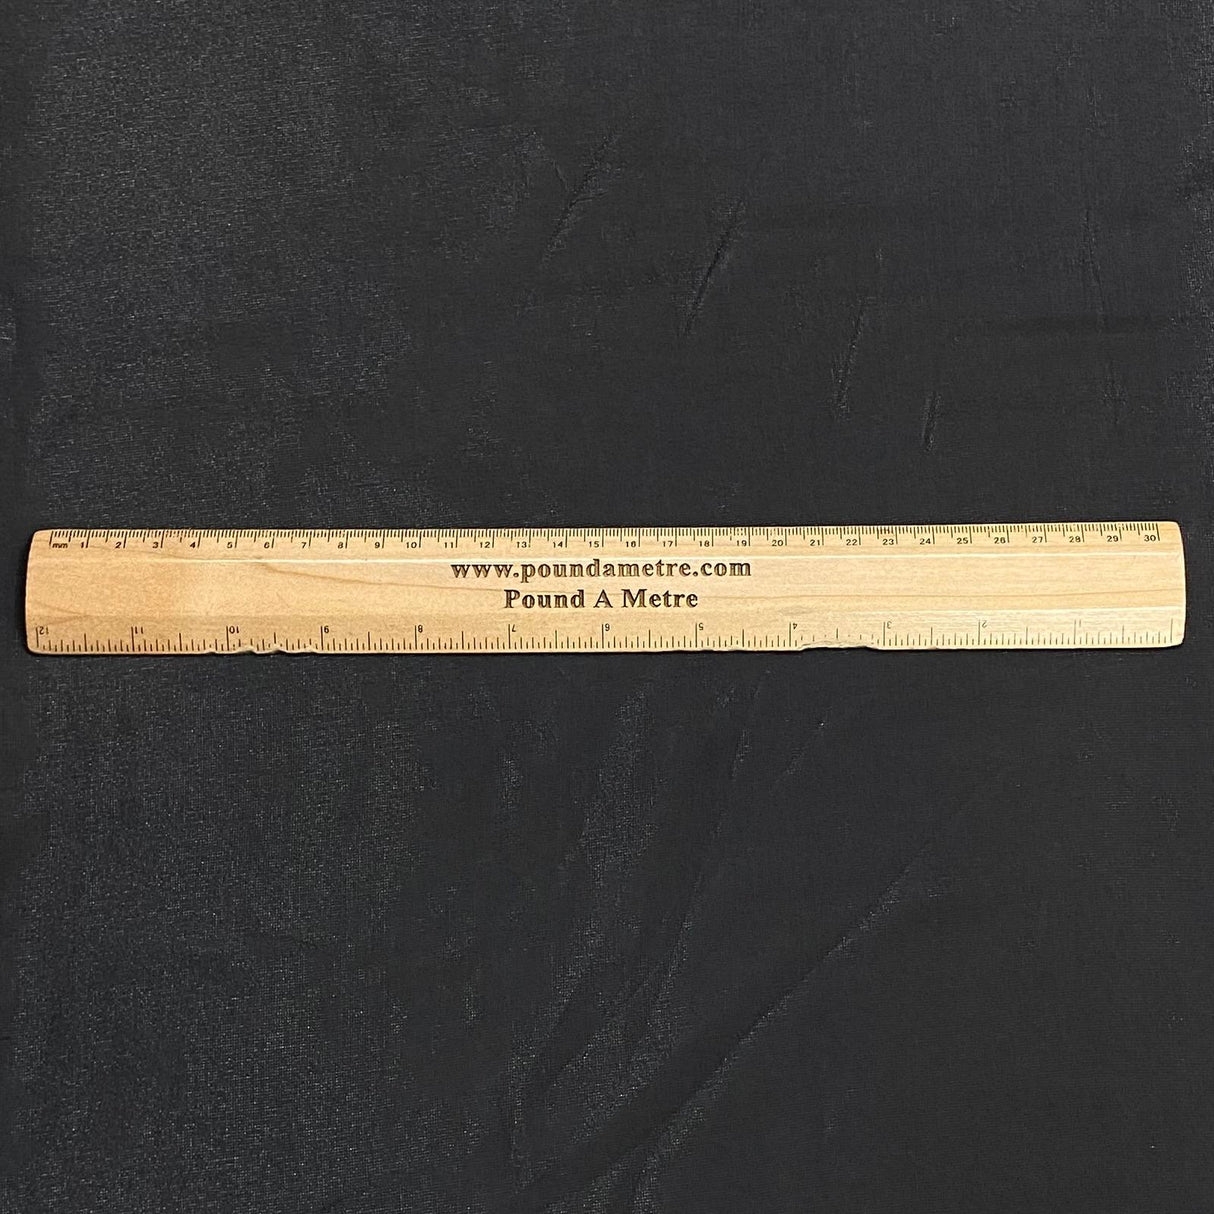 mm 1 2 3 4 5 6 7 8 9 10 11 12 13 14 15 16 17 18 19 20 21 22 23 24 25 26 27 28 29 30
www.poundametre.com
Pound A Metre
12 11 10 9 8 7 6 5 4 3 2 1